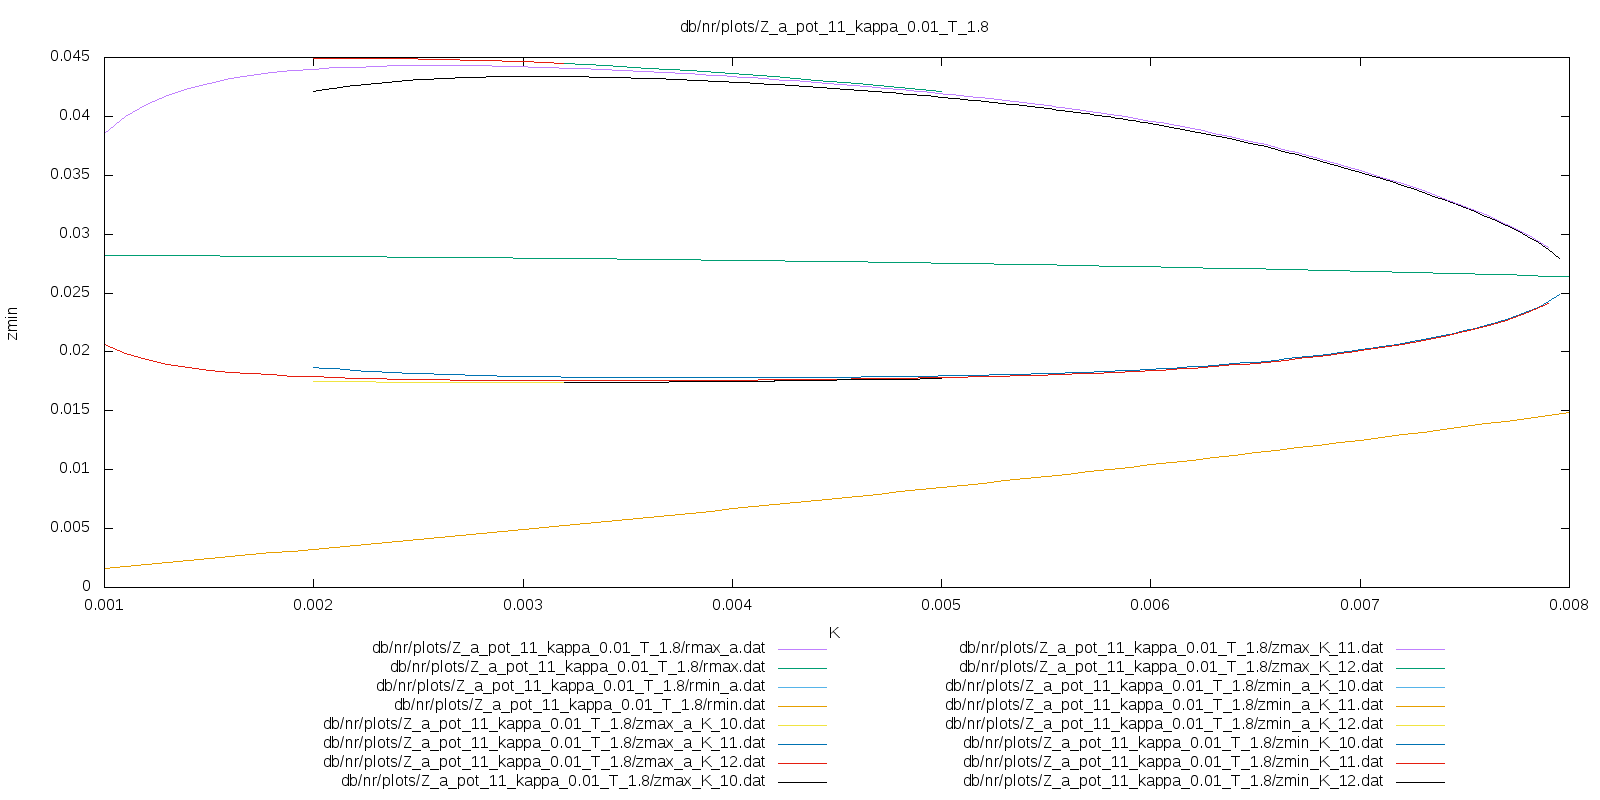 db/nr/plots/Z_a_pot_11_kappa_0.01_T_1.8
0.045
0.04
0.035
0.03
0.025
0.02
0.015
0.01
0.005
0
zmin
0.001 0.002 0.003 0.004 0.005 0.006 0.007 0.008
K
db/nr/plots/Z_a_pot_11_kappa_0.01_T_1.8/rmax_a.dat
db/nr/plots/Z_a_pot_11_kappa_0.01_T_1.8/rmax.dat
db/nr/plots/Z_a_pot_11_kappa_0.01_T_1.8/rmin_a.dat
db/nr/plots/Z_a_pot_11_kappa_0.01_T_1.8/rmin.dat
db/nr/plots/Z_a_pot_11_kappa_0.01_T_1.8/zmax_a_K_10.dat
db/nr/plots/Z_a_pot_11_kappa_0.01_T_1.8/zmax_a_K_11.dat
db/nr/plots/Z_a_pot_11_kappa_0.01_T_1.8/zmax_a_K_12.dat
db/nr/plots/Z_a_pot_11_kappa_0.01_T_1.8/zmax_K_10.dat
db/nr/plots/Z_a_pot_11_kappa_0.01_T_1.8/zmax_K_11.dat
db/nr/plots/Z_a_pot_11_kappa_0.01_T_1.8/zmax_K_12.dat
db/nr/plots/Z_a_pot_11_kappa_0.01_T_1.8/zmin_a_K_10.dat
db/nr/plots/Z_a_pot_11_kappa_0.01_T_1.8/zmin_a_K_11.dat
db/nr/plots/Z_a_pot_11_kappa_0.01_T_1.8/zmin_a_K_12.dat
db/nr/plots/Z_a_pot_11_kappa_0.01_T_1.8/zmin_K_10.dat
db/nr/plots/Z_a_pot_11_kappa_0.01_T_1.8/zmin_K_11.dat
db/nr/plots/Z_a_pot_11_kappa_0.01_T_1.8/zmin_K_12.dat